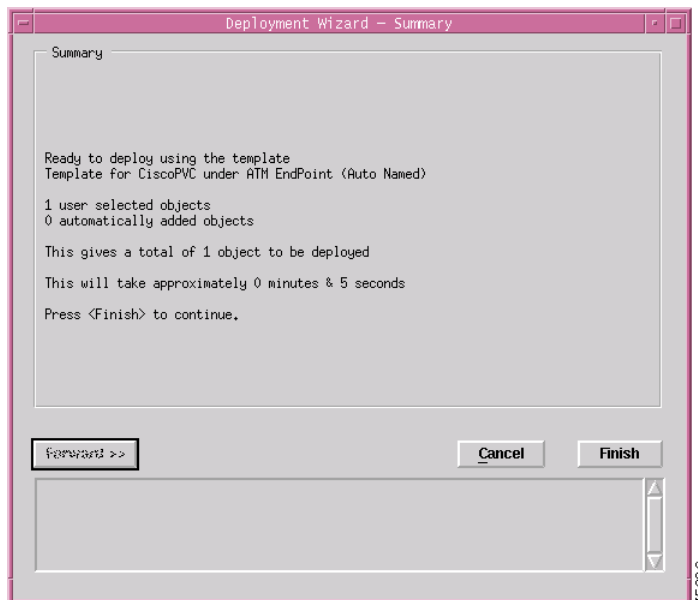 Deployment Wizard — Summary
Summary
Ready to deploy using the template
Template for CiscoPVC under ATM EndPoint (Auto Named)
1 user selected objects
0 automatically added objects
This gives a total of 1 object to be deployed
This will take approximately 0 minutes & 5 seconds
Press <Finish> to continue.
Forward >>
Cancel
Finish